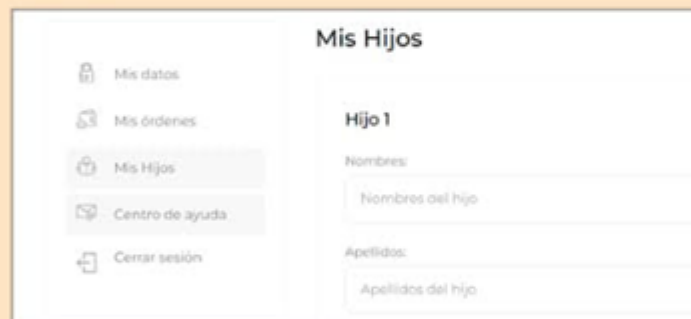 Mis Hijos
Mis datos
Mis órdenes
Mis Hijos
Centro de ayuda
Cerrar sesión
Hijo 1
Nombres:
Nombres del hijo
Apellidos:
Apellidos del hijo